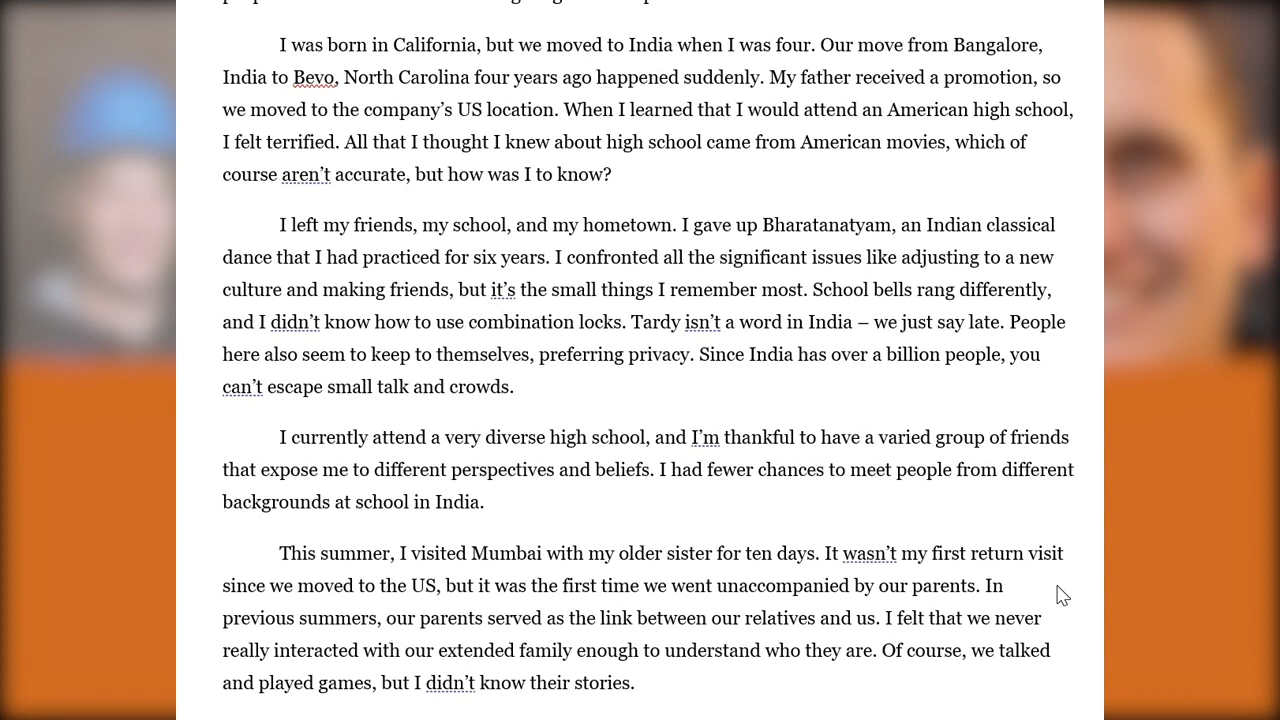 I was born in California, but we moved to India when I was four. Our move from Bangalore,
India to Bevo, North Carolina four years ago happened suddenly. My father received a promotion, so
we moved to the company’s US location. When I learned that I would attend an American high school,
I felt terrified. All that I thought I knew about high school came from American movies, which of
course aren’t accurate, but how was I to know?
I left my friends, my school, and my hometown. I gave up Bharatanatyam, an Indian classical
dance that I had practiced for six years. I confronted all the significant issues like adjusting to a new
culture and making friends, but it’s the small things I remember most. School bells rang differently,
and I didn’t know how to use combination locks. Tardy isn’t a word in India – we just say late. People
here also seem to keep to themselves, preferring privacy. Since India has over a billion people, you
can’t escape small talk and crowds.
I currently attend a very diverse high school, and I’m thankful to have a varied group of friends
that expose me to different perspectives and beliefs. I had fewer chances to meet people from different
backgrounds at school in India.
This summer, I visited Mumbai with my older sister for ten days. It wasn’t my first return visit
since we moved to the US, but it was the first time we went unaccompanied by our parents. In
previous summers, our parents served as the link between our relatives and us. I felt that we never
really interacted with our extended family enough to understand who they are. Of course, we talked
and played games, but I didn’t know their stories.